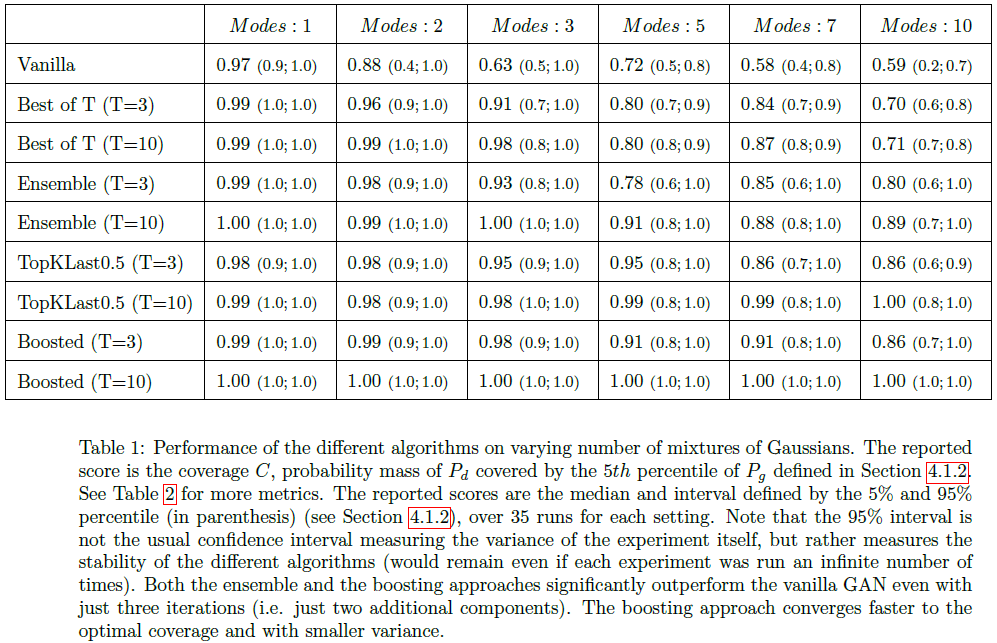 Modes : 1 Modes : 2 Modes : 3 Modes : 5 Modes : 7 Modes : 10
Vanilla 0.97 (0.9; 1.0) 0.88 (0.4; 1.0) 0.63 (0.5; 1.0) 0.72 (0.5; 0.8) 0.58 (0.4; 0.8) 0.59 (0.2; 0.7)
Best of T (T=3) 0.99 (1.0; 1.0) 0.96 (0.9; 1.0) 0.91 (0.7; 1.0) 0.80 (0.7; 0.9) 0.84 (0.7; 0.9) 0.70 (0.6; 0.8)
Best of T (T=10) 0.99 (1.0; 1.0) 0.99 (1.0; 1.0) 0.98 (0.8; 1.0) 0.80 (0.8; 0.9) 0.87 (0.8; 0.9) 0.71 (0.7; 0.8)
Ensemble (T=3) 0.99 (1.0; 1.0) 0.98 (0.9; 1.0) 0.93 (0.8; 1.0) 0.78 (0.6; 1.0) 0.85 (0.6; 1.0) 0.80 (0.6; 1.0)
Ensemble (T=10) 1.00 (1.0; 1.0) 0.99 (1.0; 1.0) 1.00 (1.0; 1.0) 0.91 (0.8; 1.0) 0.88 (0.8; 1.0) 0.89 (0.7; 1.0)
TopKLast0.5 (T=3) 0.98 (0.9; 1.0) 0.98 (0.9; 1.0) 0.95 (0.9; 1.0) 0.95 (0.8; 1.0) 0.86 (0.7; 1.0) 0.86 (0.6; 0.9)
TopKLast0.5 (T=10) 0.99 (1.0; 1.0) 0.98 (0.9; 1.0) 0.98 (1.0; 1.0) 0.99 (0.8; 1.0) 0.99 (0.8; 1.0) 1.00 (0.8; 1.0)
Boosted (T=3) 0.99 (1.0; 1.0) 0.99 (0.9; 1.0) 0.98 (0.9; 1.0) 0.91 (0.8; 1.0) 0.91 (0.8; 1.0) 0.86 (0.7; 1.0)
Boosted (T=10) 1.00 (1.0; 1.0) 1.00 (1.0; 1.0) 1.00 (1.0; 1.0) 1.00 (1.0; 1.0) 1.00 (1.0; 1.0) 1.00 (1.0; 1.0)
Table 1: Performance of the different algorithms on varying number of mixtures of Gaussians. The reported
score is the coverage C, probability mass of P_d covered by the 5th percentile of P_g defined in Section 4.1.2.
See Table 2 for more metrics. The reported scores are the median and interval defined by the 5% and 95%
percentile (in parenthesis) (see Section 4.1.2), over 35 runs for each setting. Note that the 95% interval is
not the usual confidence interval measuring the variance of the experiment itself, but rather measures the
stability of the different algorithms (would remain even if each experiment was run an infinite number of
times). Both the ensemble and the boosting approaches significantly outperform the vanilla GAN even with
just three iterations (i.e. just two additional components). The boosting approach converges faster to the
optimal coverage and with smaller variance.